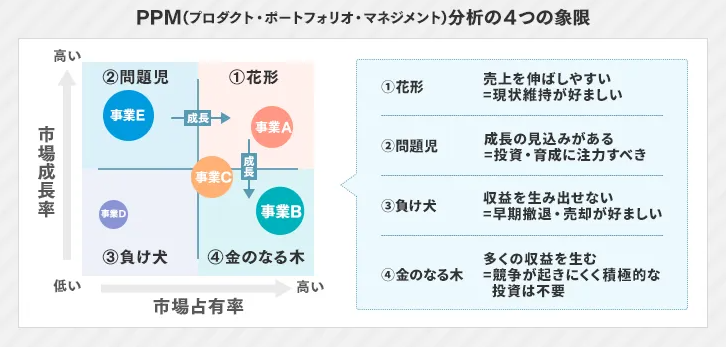 PPM(プロダクト・ポートフォリオ・マネジメント)分析の4つの象限
高い
市場成長率
低い
②問題児
①花形
事業E
成長
事業A
成長
事業C
事業D
事業B
③負け犬
④金のなる木
市場占有率
高い
①花形
売上を伸ばしやすい
=現状維持が好ましい
②問題児
成長の見込みがある
=投資・育成に注力すべき
③負け犬
収益を生み出せない
=早期撤退・売却が好ましい
④金のなる木
多くの収益を生む
=競争が起きにくく積極的な
投資は不要